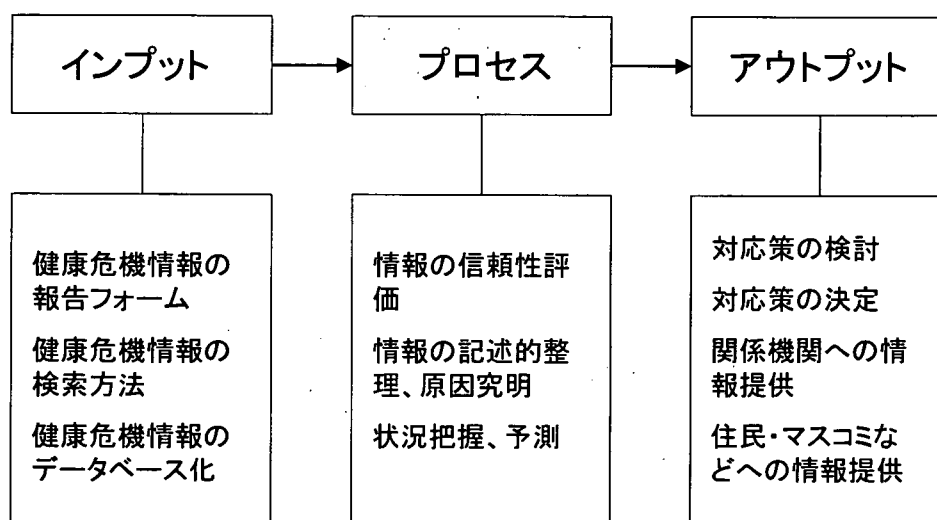 インプット
プロセス
アウトプット
健康危機情報の
報告フォーム
健康危機情報の
検索方法
健康危機情報の
データベース化
情報の信頼性評
価
情報の記述的整
理、原因究明
状況把握、予測
対応策の検討
対応策の決定
関係機関への情
報提供
住民・マスコミな
どへの情報提供